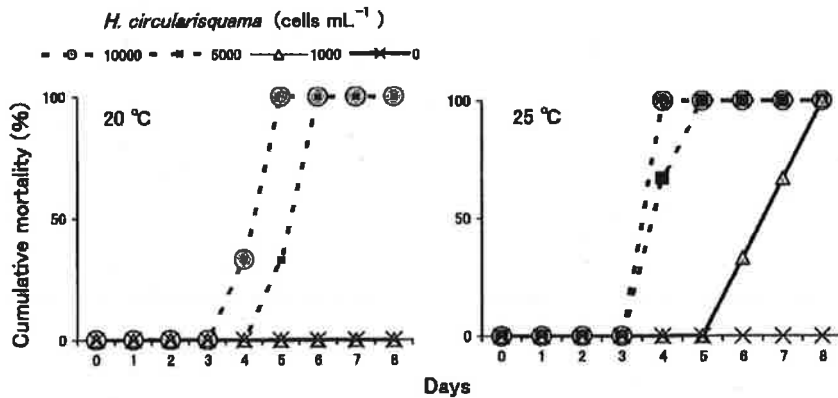 H. circularisquama (cells mL⁻¹)
10000 5000 1000 0
Cumulative mortality (%)
100
50
0
20 °C
0 1 2 3 4 5 6 7 8
100
50
0
25 °C
0 1 2 3 4 5 6 7 8
Days